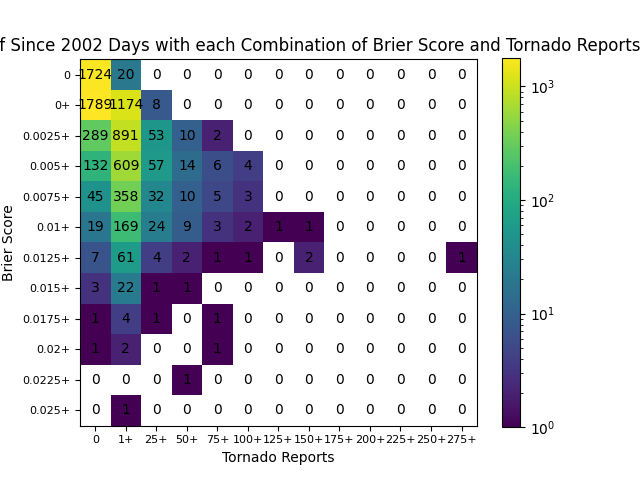 f Since 2002 Days with each Combination of Brier Score and Tornado Reports
0 1724 20 0 0 0 0 0 0 0 0 0 0 0
0+ 1789 1174 8 0 0 0 0 0 0 0 0 0 0
0.0025+ 289 891 53 10 2 0 0 0 0 0 0 0 0
0.005+ 132 609 57 14 6 4 0 0 0 0 0 0 0
0.0075+ 45 358 32 10 5 3 0 0 0 0 0 0 0
0.01+ 19 169 24 9 3 2 1 1 0 0 0 0 0
0.0125+ 7 61 4 2 1 1 0 2 0 0 0 0 1
0.015+ 3 22 1 1 0 0 0 0 0 0 0 0 0
0.0175+ 1 4 1 0 1 0 0 0 0 0 0 0 0
0.02+ 1 2 0 0 1 0 0 0 0 0 0 0 0
0.0225+ 0 0 0 1 0 0 0 0 0 0 0 0 0
0.025+ 0 1 0 0 0 0 0 0 0 0 0 0 0
0 1+ 25+ 50+ 75+ 100+ 125+ 150+ 175+ 200+ 225+ 250+ 275+
Tornado Reports
Brier Score
10³
10²
10¹
10⁰